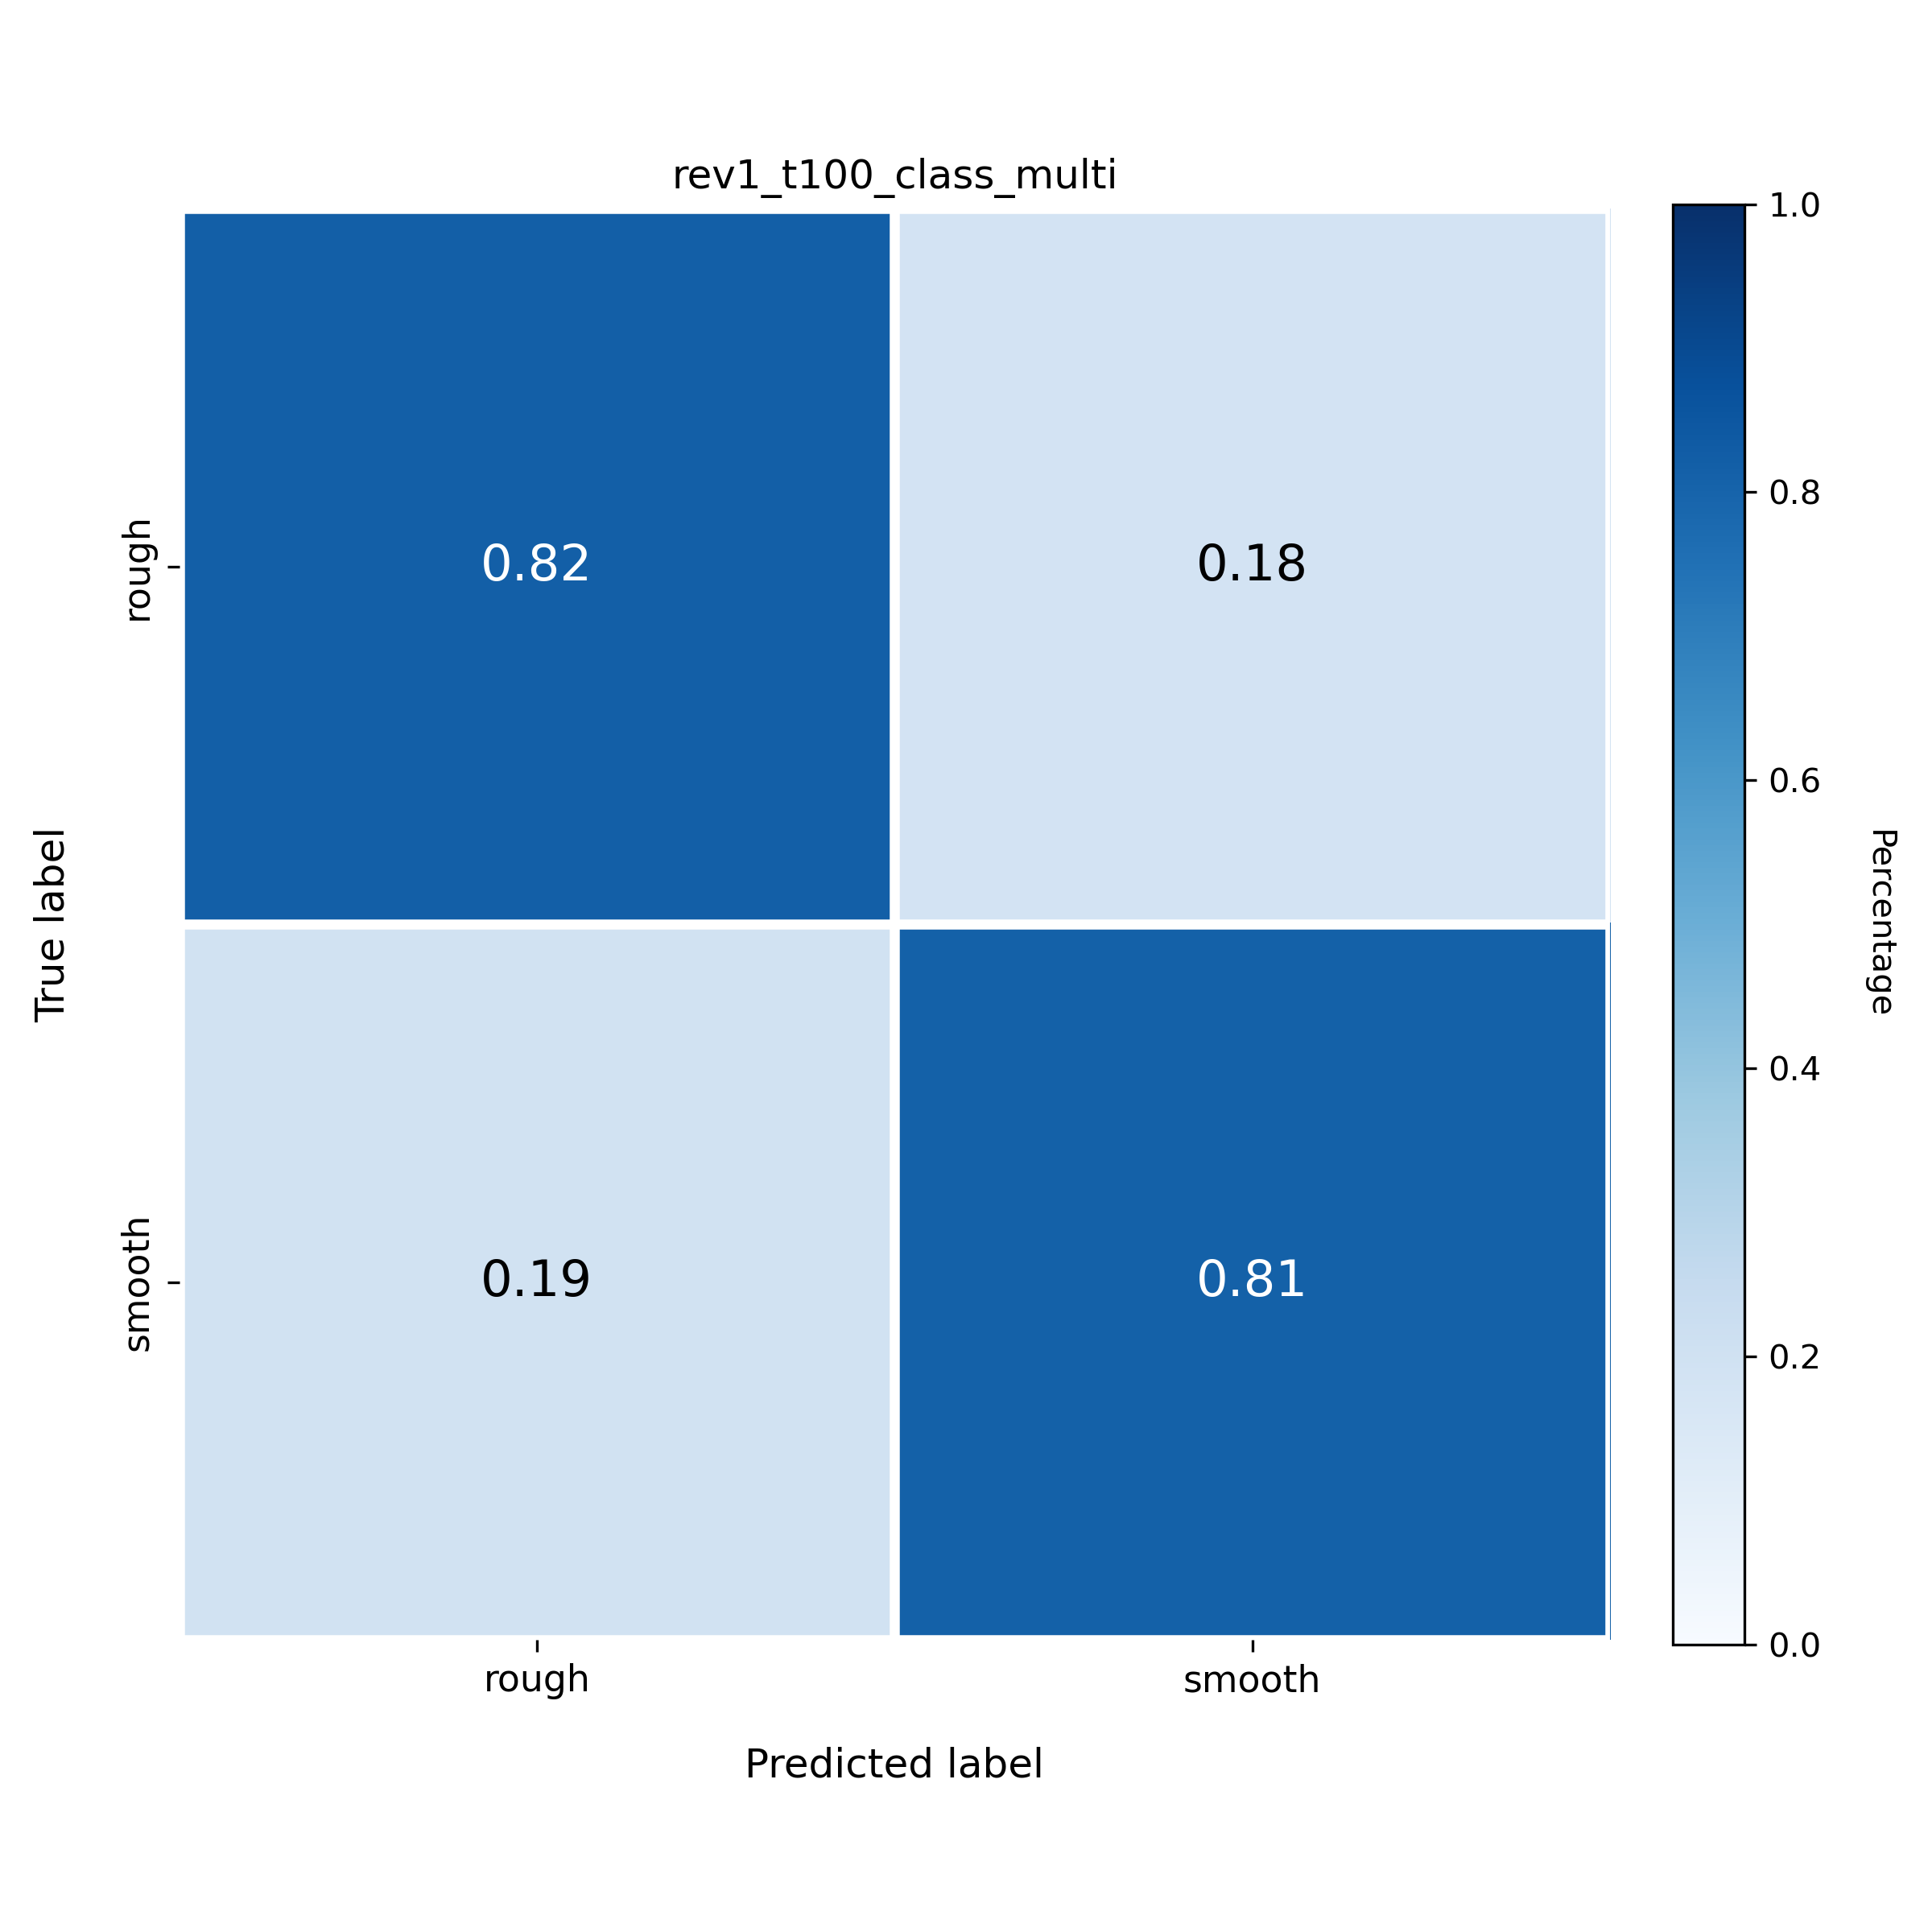 rev1_t100_class_multi
True label
rough
smooth
0.82
0.18
0.19
0.81
rough
smooth
Predicted label
1.0
0.8
0.6
0.4
0.2
0.0
Percentage